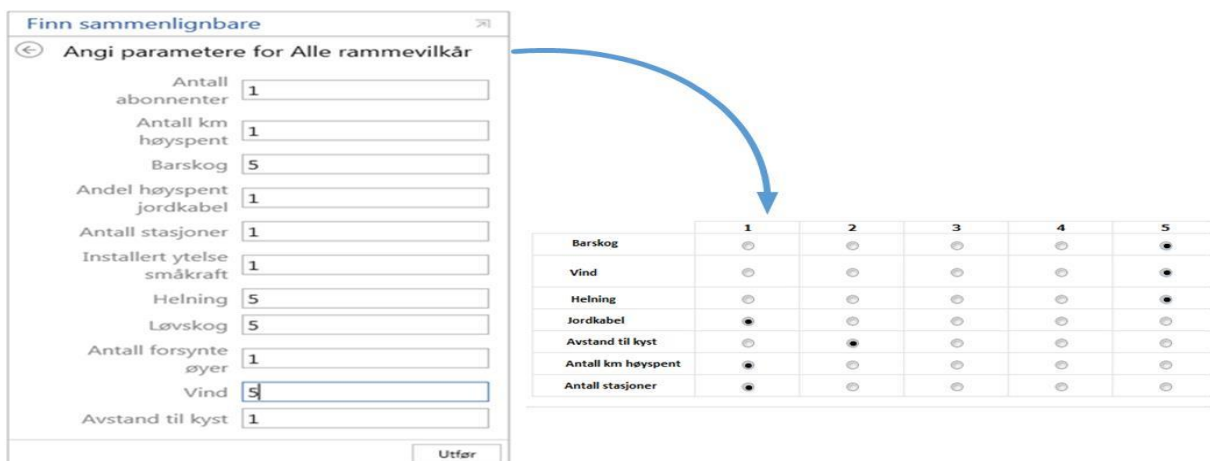 Finn sammenlignbare
Angi parametere for Alle rammevilkår
Antall
abonnenter
1
Antall km
høyspent
1
Barskog 5
Andel høyspent
jordkabel
1
Antall stasjoner 1
Installert ytelse
småkraft
1
Helning 5
Løvskog 5
Antall forsynte
øyer
1
Vind 5
Avstand til kyst 1
Utfør
1 2 3 4 5
Barskog
Vind
Helning
Jordkabel
Avstand til kyst
Antall km høyspent
Antall stasjoner